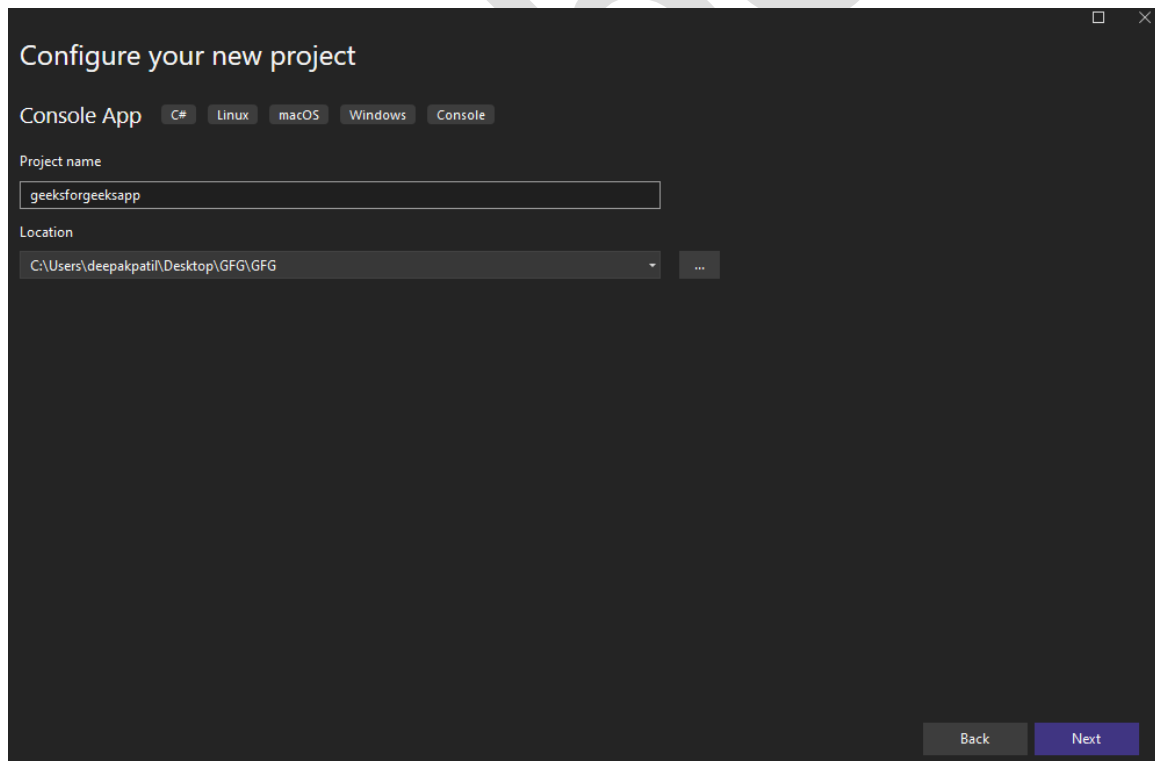 Configure your new project
Console App C# Linux macOS Windows Console
Project name
geeksforgeeksapp
Location
C:\Users\deepakpatil\Desktop\GFG\GFG
...
Back Next